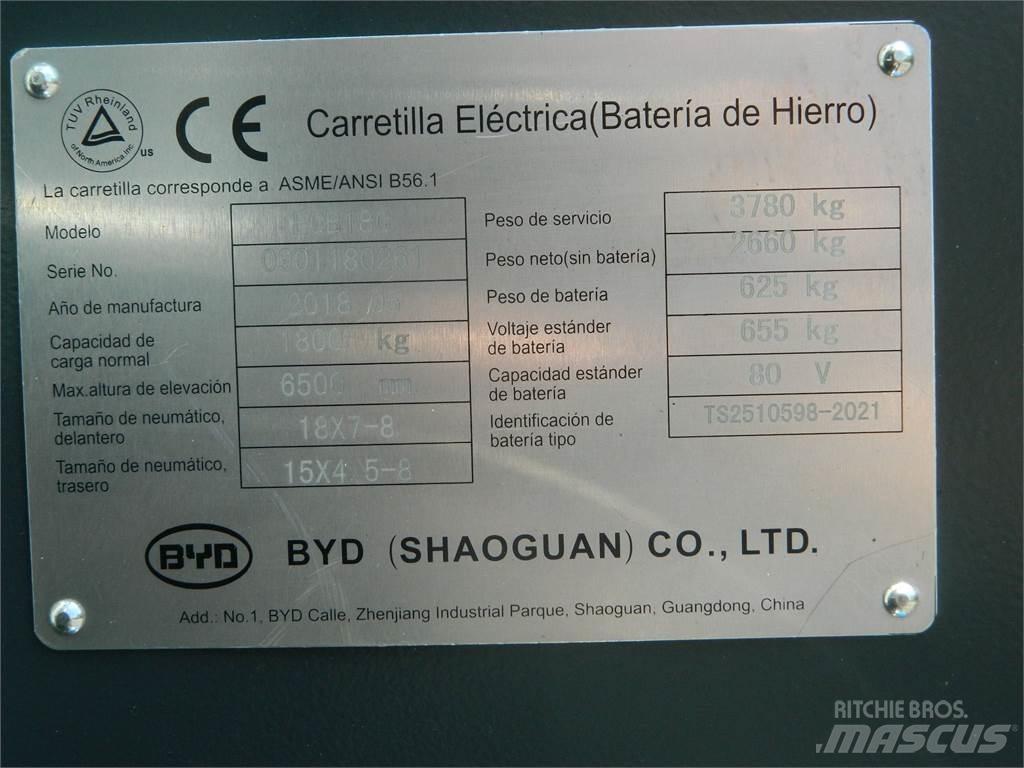 TÜV Rheinland
of North America, Inc.
us
CE
Carretilla Eléctrica(Batería de Hierro)
La carretilla corresponde a ASME/ANSI B56.1
Modelo
Serie No.
Año de manufactura 2018
Capacidad de
carga normal kg
Max.altura de elevación mm
Tamaño de neumático,
delantero 18X7-8
Tamaño de neumático,
trasero 15X4.5-8
Peso de servicio 3780 kg
Peso neto(sin batería) 2660 kg
Peso de batería 625 kg
Voltaje estánder
de batería 655 kg
Capacidad estánder
de batería 80 V
Identificación de
batería tipo TS2510598-2021
BYD BYD (SHAOGUAN) CO., LTD.
Add.: No.1, BYD Calle, Zhenjiang Industrial Parque, Shaoguan, Guangdong, China
RITCHIE BROS.
MASCUS